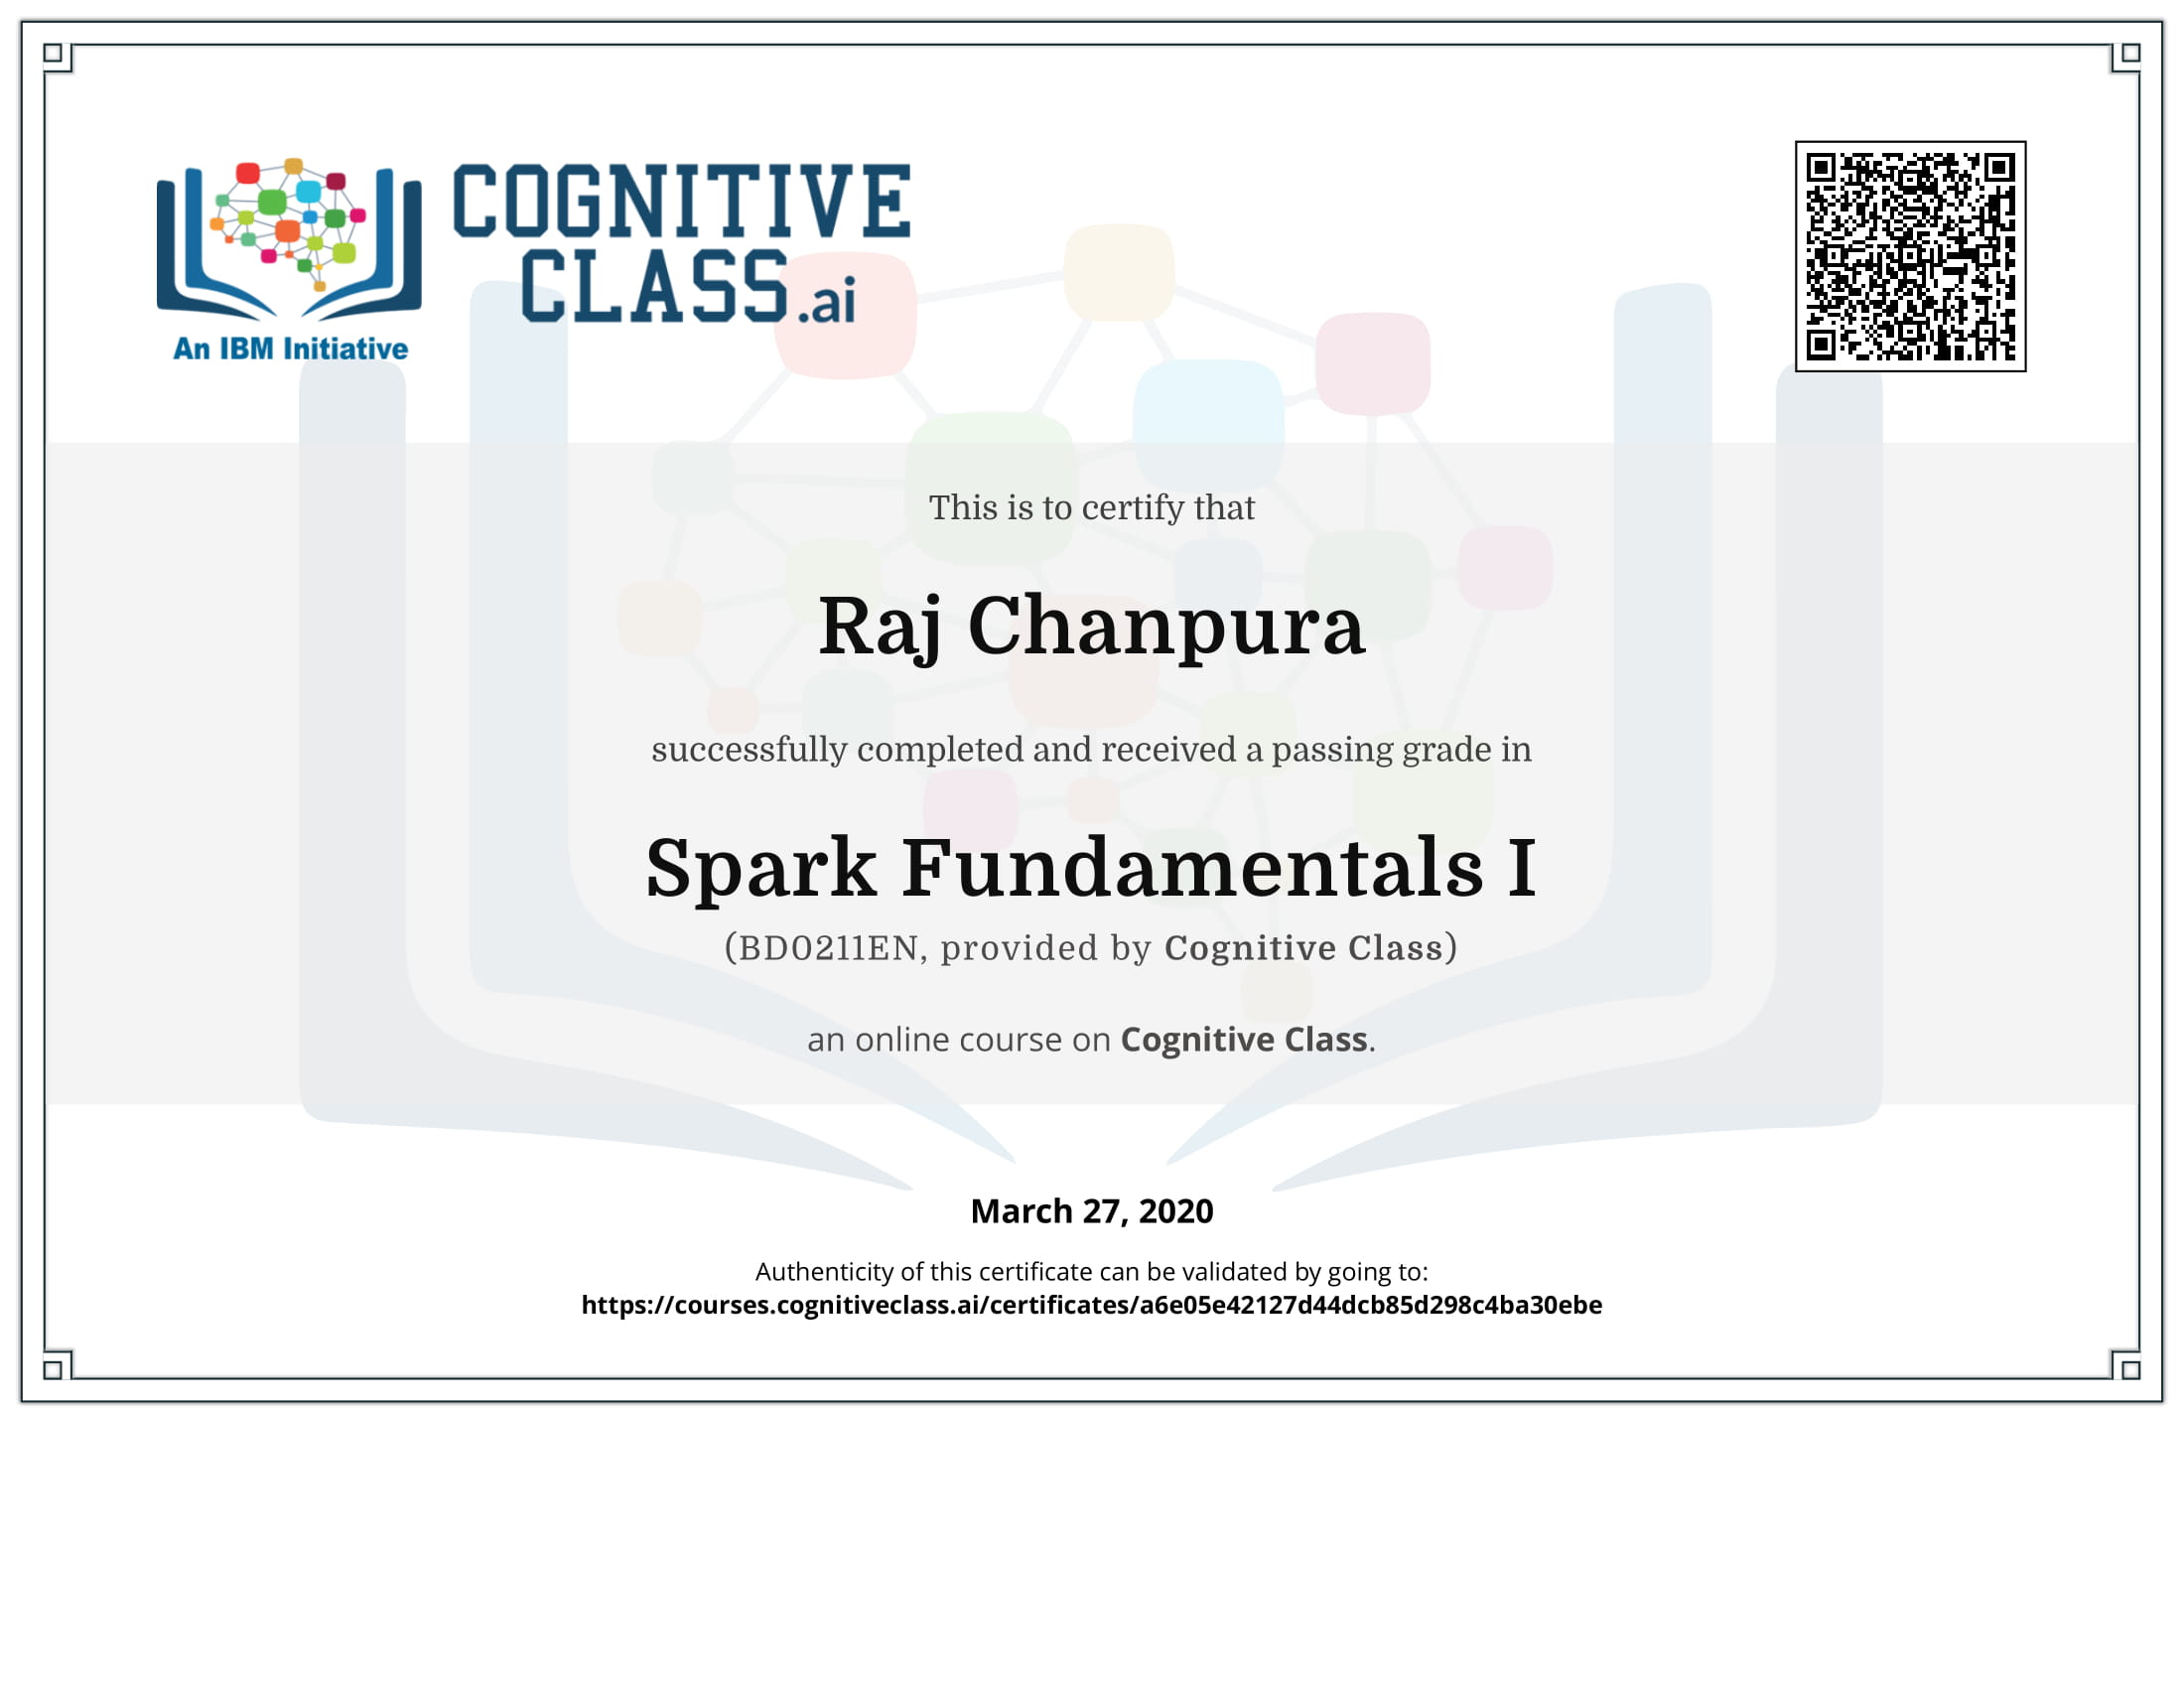 COGNITIVE
CLASS.ai
An IBM Initiative
This is to certify that
Raj Chanpura
successfully completed and received a passing grade in
Spark Fundamentals I
(BD0211EN, provided by Cognitive Class)
an online course on Cognitive Class.
March 27, 2020
Authenticity of this certificate can be validated by going to:
https://courses.cognitiveclass.ai/certificates/a6e05e42127d44dcb85d298c4ba30ebe